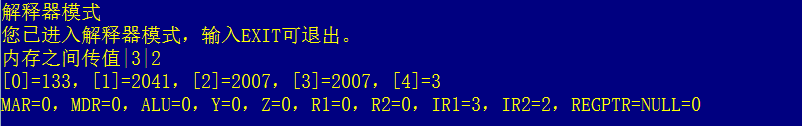 解释器模式
您已进入解释器模式，输入EXIT可退出。
内存之间传值|3|2
[0]=133，[1]=2041，[2]=2007，[3]=2007，[4]=3
MAR=0，MDR=0，ALU=0，Y=0，Z=0，R1=0，R2=0，IR1=3，IR2=2，REGPTR=NULL=0